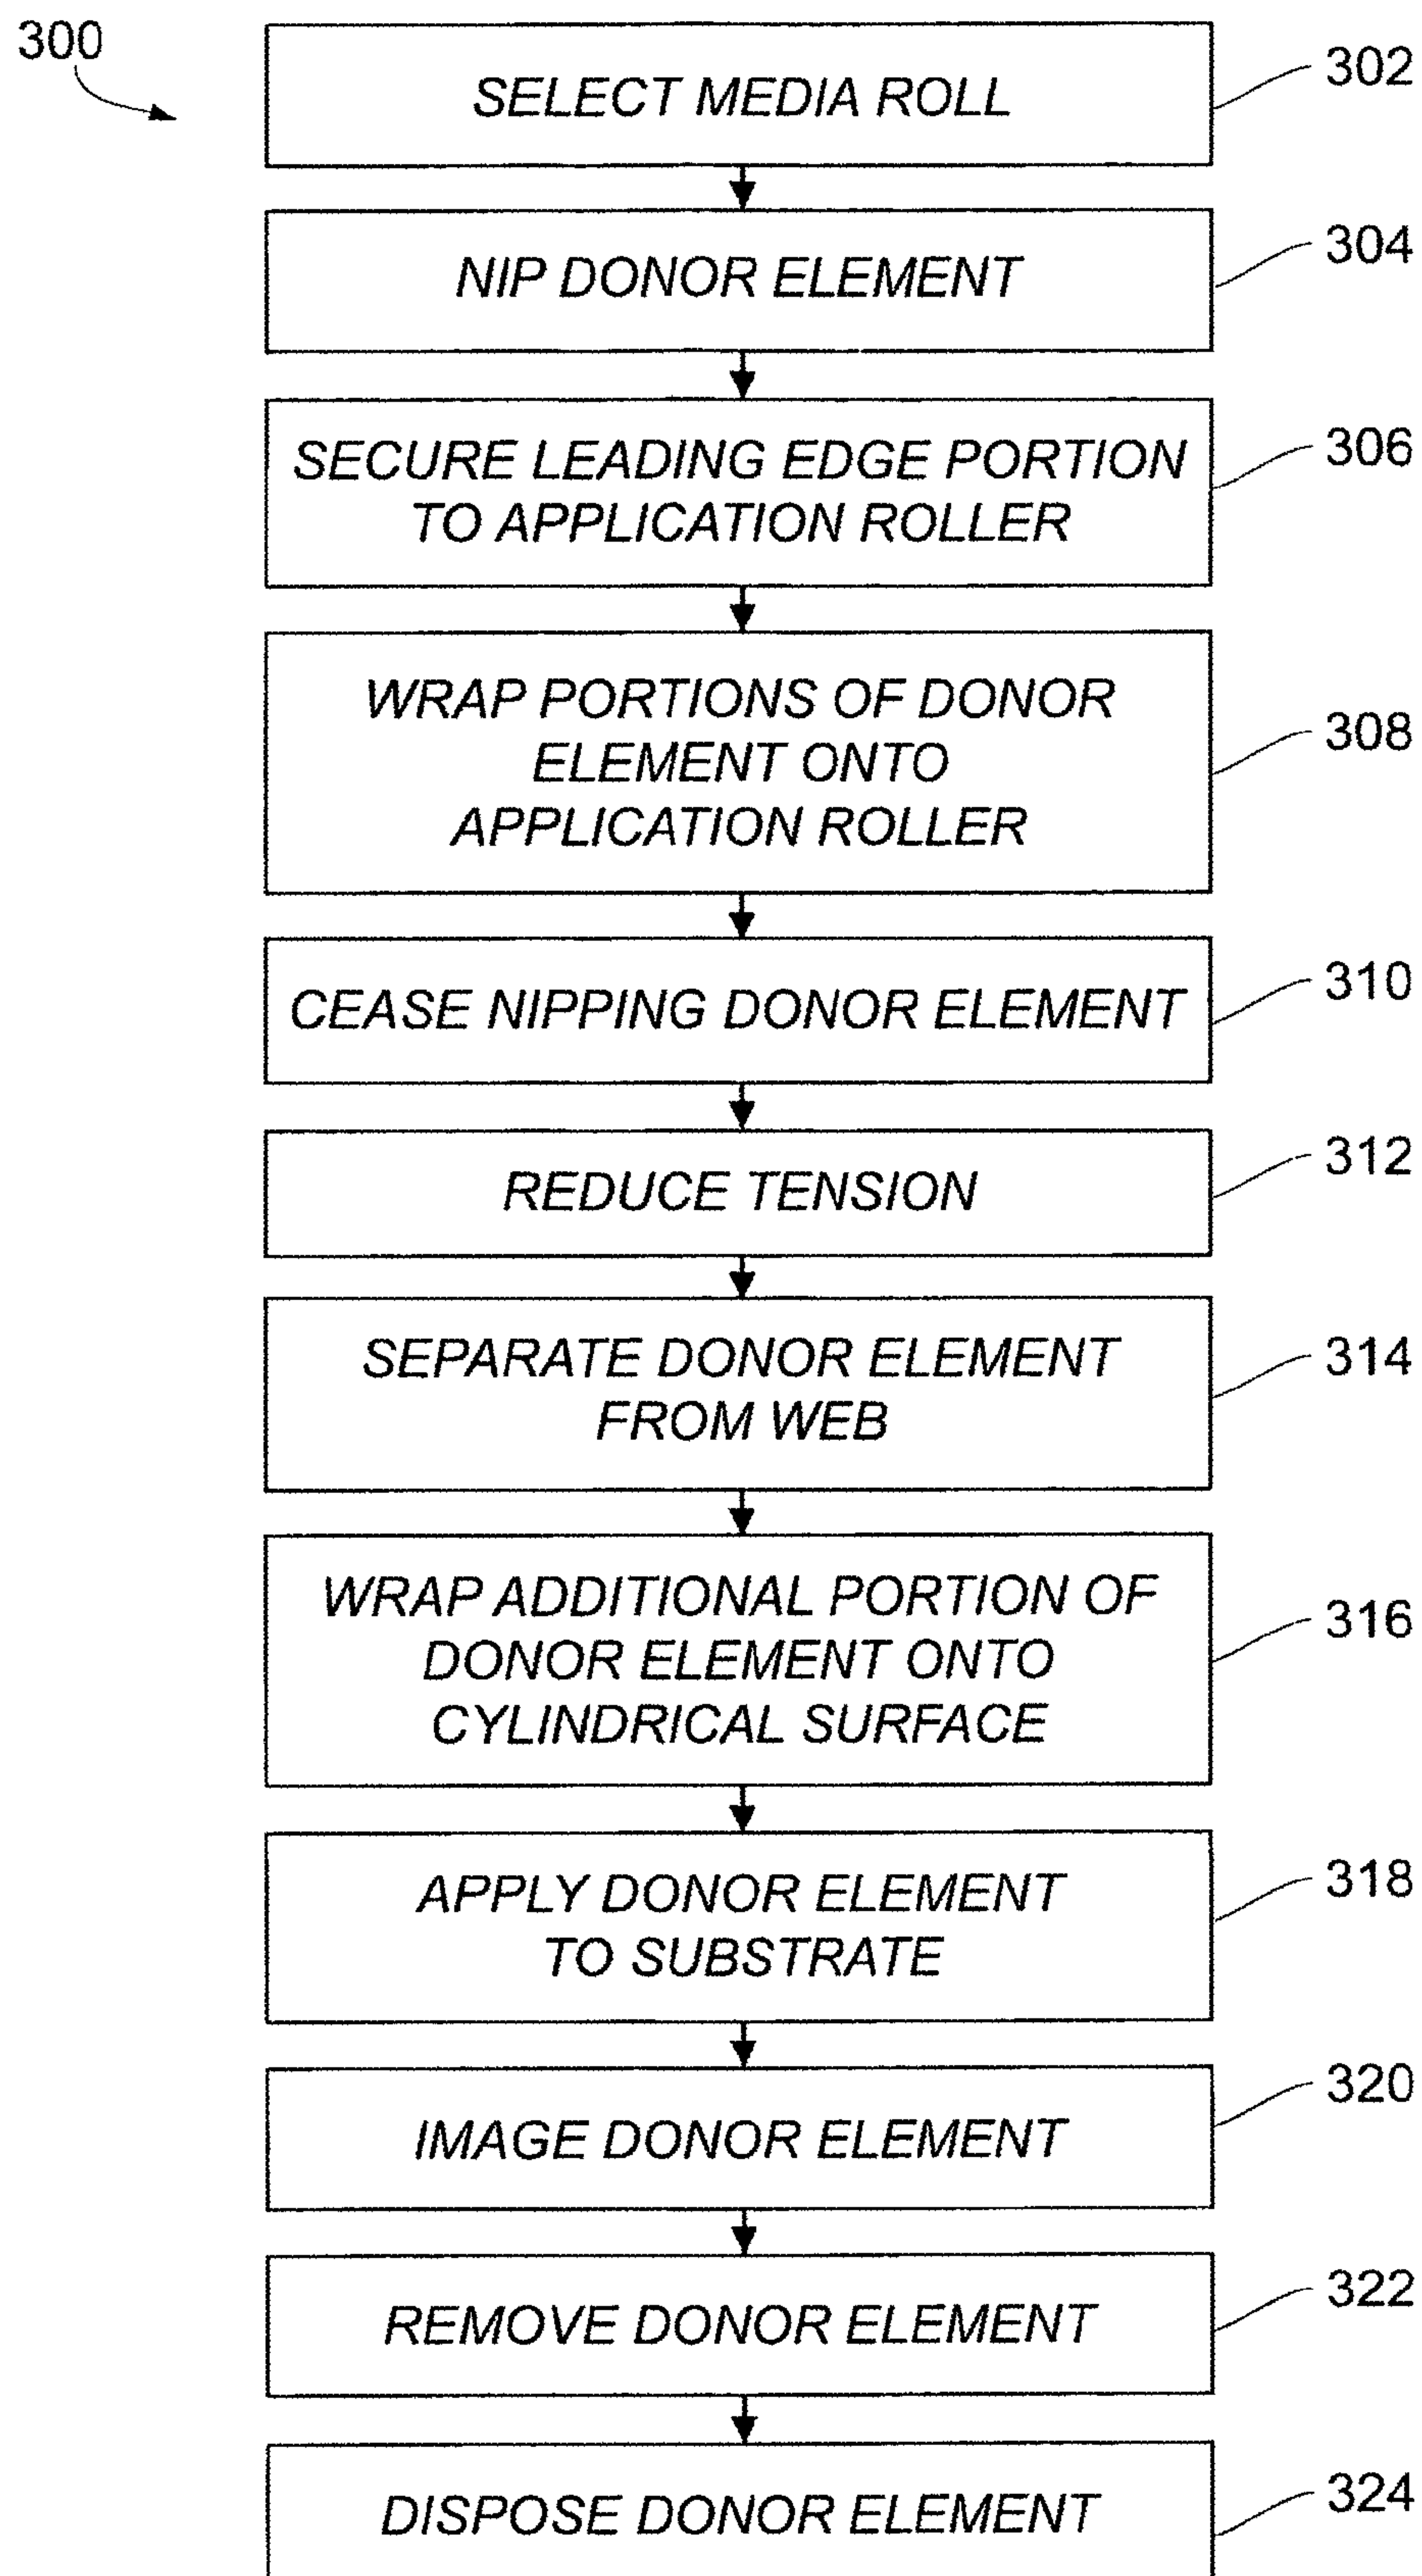 300
SELECT MEDIA ROLL
302
NIP DONOR ELEMENT
304
SECURE LEADING EDGE PORTION
TO APPLICATION ROLLER
306
WRAP PORTIONS OF DONOR
ELEMENT ONTO
APPLICATION ROLLER
308
CEASE NIPPING DONOR ELEMENT
310
REDUCE TENSION
312
SEPARATE DONOR ELEMENT
FROM WEB
314
WRAP ADDITIONAL PORTION OF
DONOR ELEMENT ONTO
CYLINDRICAL SURFACE
316
APPLY DONOR ELEMENT
TO SUBSTRATE
318
IMAGE DONOR ELEMENT
320
REMOVE DONOR ELEMENT
322
DISPOSE DONOR ELEMENT
324